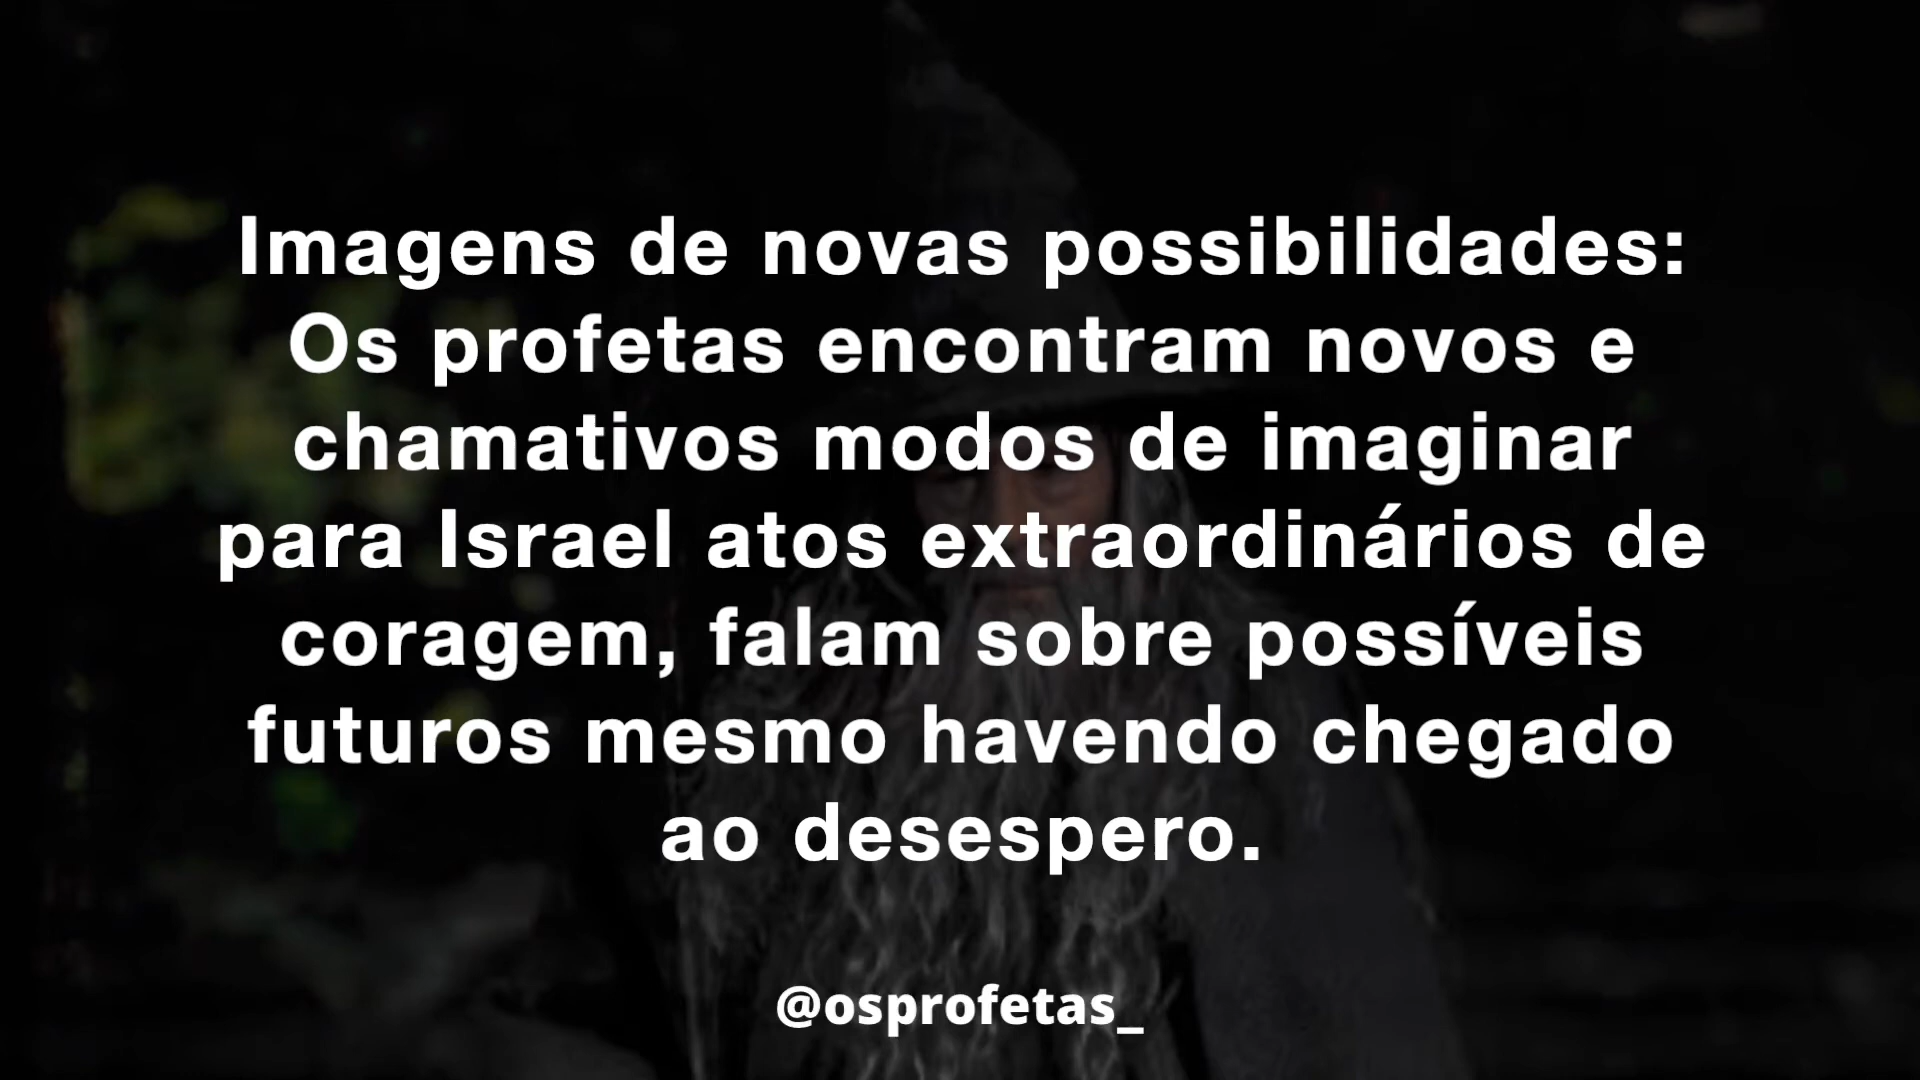 Imagens de novas possibilidades:
Os profetas encontram novos e
chamativos modos de imaginar
para Israel atos extraordinários de
coragem, falam sobre possíveis
futuros mesmo havendo chegado
ao desespero.
@osprofetas_